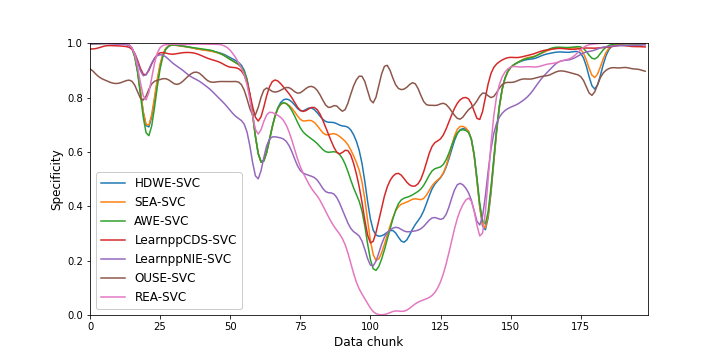 1.0
0.8
0.6
0.4
0.2
0.0
Specificity
HDWE-SVC
SEA-SVC
AWE-SVC
LearnppCDS-SVC
LearnppNIE-SVC
OUSE-SVC
REA-SVC
0 25 50 75 100 125 150 175
Data chunk